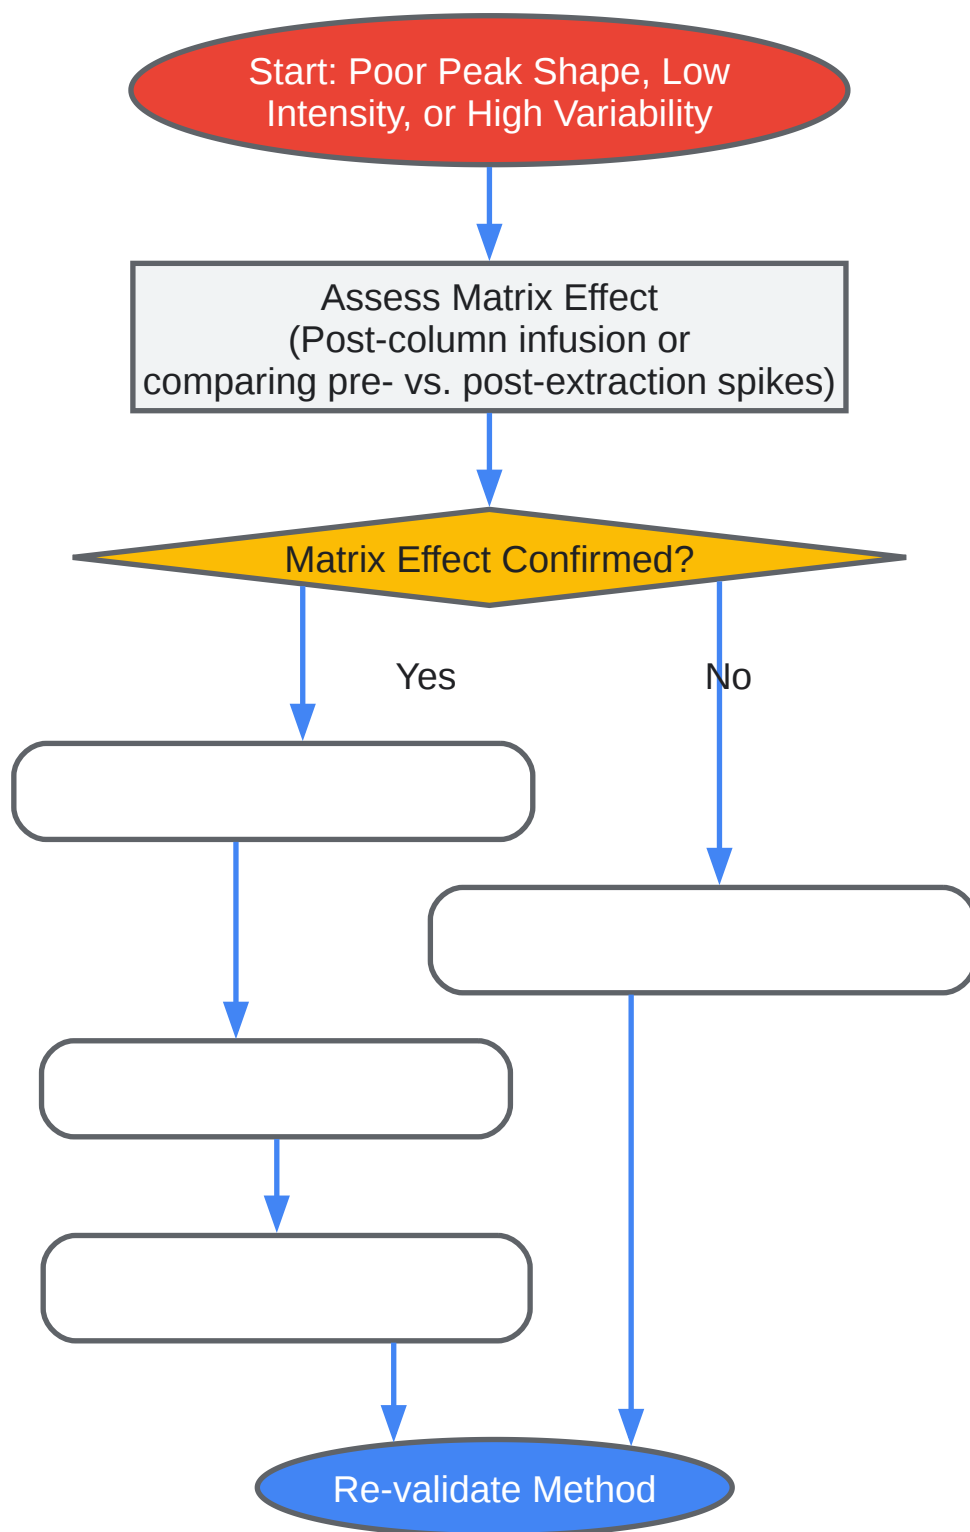 Start: Poor Peak Shape, Low
Intensity, or High Variability
Assess Matrix Effect
(Post-column infusion or
comparing pre- vs. post-extraction spikes)
Matrix Effect Confirmed?
Yes
No
Re-validate Method